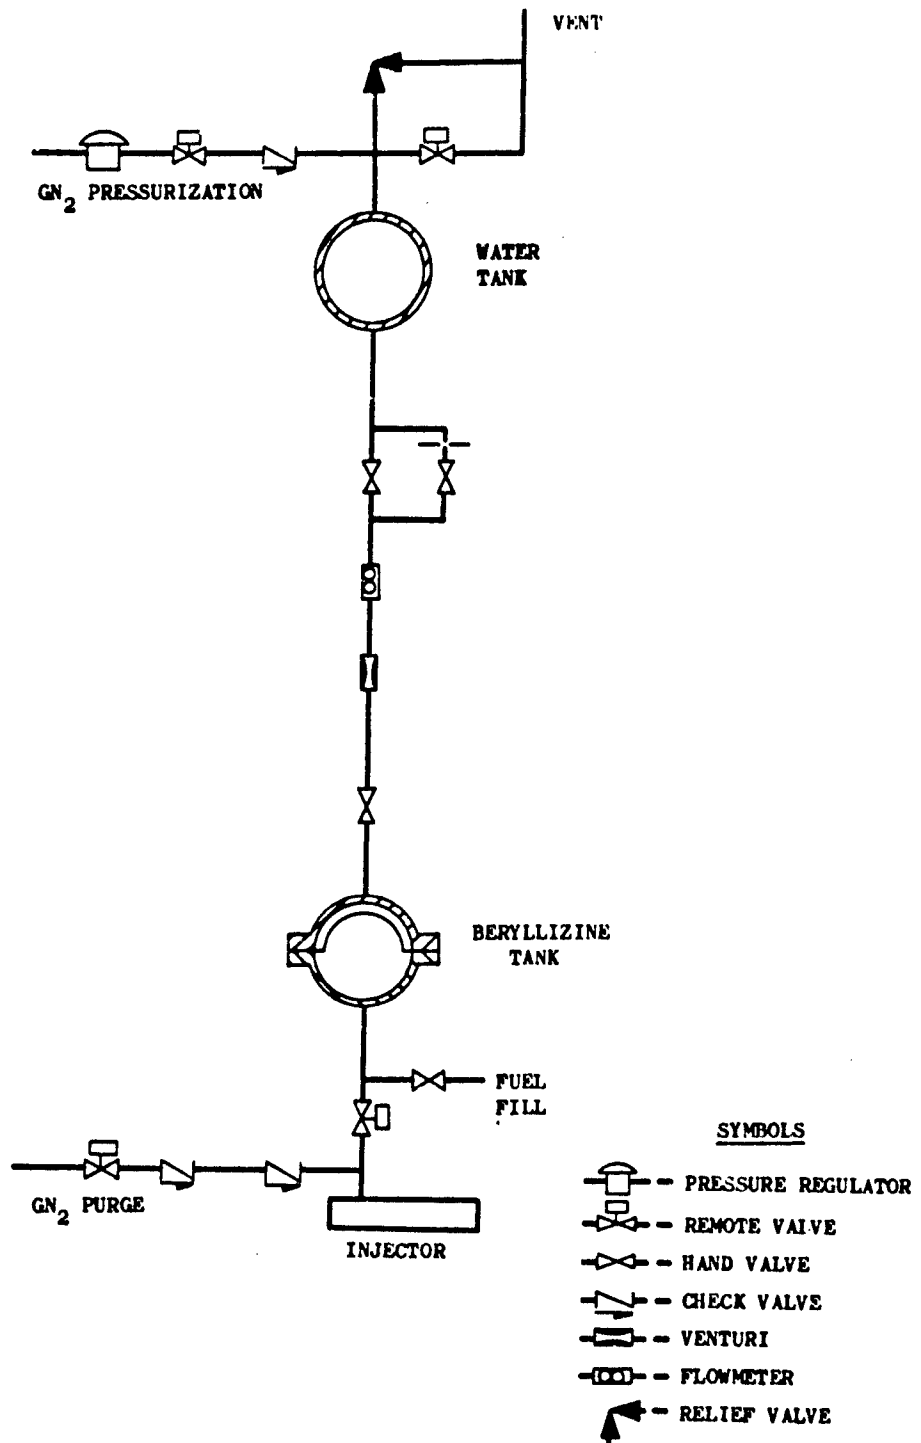 VENT
GN2 PRESSURIZATION
WATER
TANK
BERYLLIZINE
TANK
FUEL
FILL
GN2 PURGE
INJECTOR
SYMBOLS
PRESSURE REGULATOR
REMOTE VALVE
HAND VALVE
CHECK VALVE
VENTURI
FLOWMETER
RELIEF VALVE